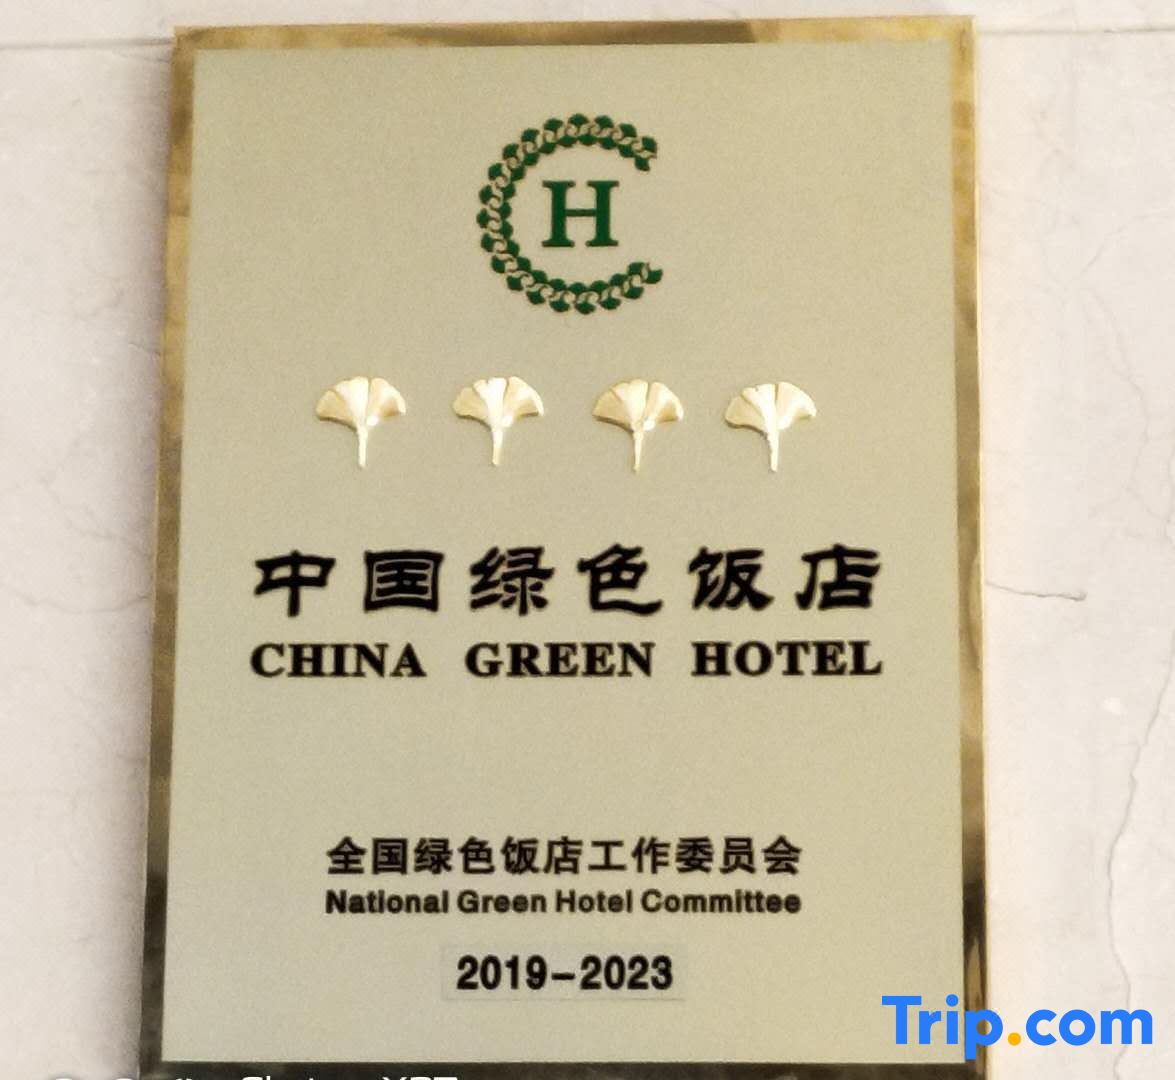 H
中国绿色饭店
CHINA GREEN HOTEL
全国绿色饭店工作委员会
National Green Hotel Committee
2019-2023
Trip.com